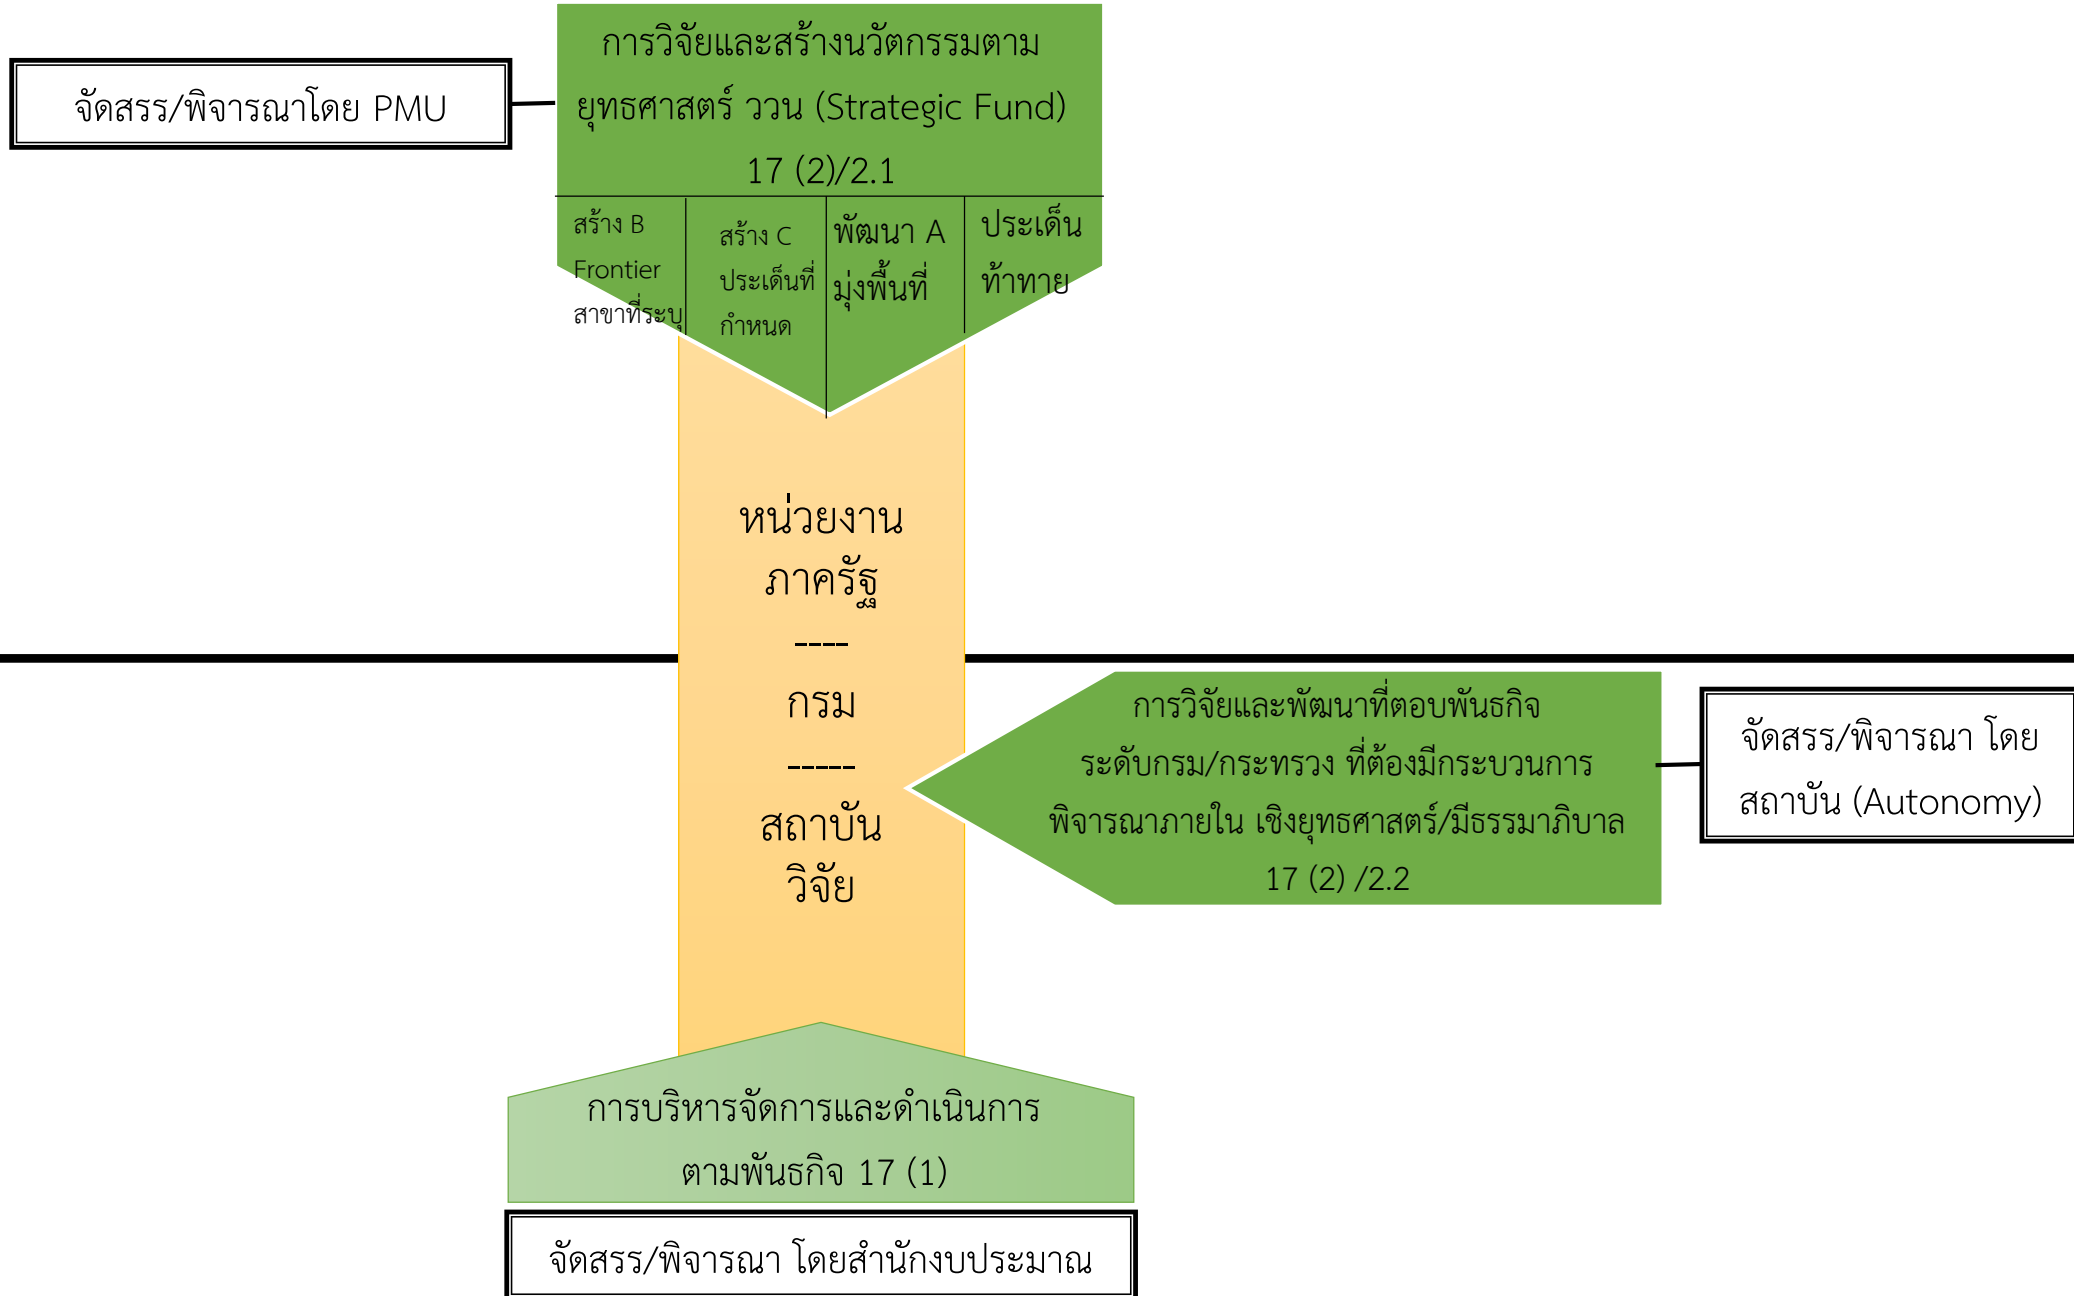 การวิจัยและสร้างนวัตกรรมตาม
ยุทธศาสตร์ ววน (Strategic Fund)
17 (2)/2.1
จัดสรร/พิจารณาโดย PMU
สร้าง B
Frontier
สาขาที่ระบุ
สร้าง C
ประเด็นที่
กำหนด
พัฒนา A
มุ่งพื้นที่
ประเด็น
ท้าทาย
หน่วยงาน
ภาครัฐ
----
กรม
-----
สถาบัน
วิจัย
การวิจัยและพัฒนาที่ตอบพันธกิจ
ระดับกรม/กระทรวง ที่ต้องมีกระบวนการ
พิจารณาภายใน เชิงยุทธศาสตร์/มีธรรมาภิบาล
17 (2) /2.2
จัดสรร/พิจารณา โดย
สถาบัน (Autonomy)
การบริหารจัดการและดำเนินการ
ตามพันธกิจ 17 (1)
จัดสรร/พิจารณา โดยสำนักงบประมาณ